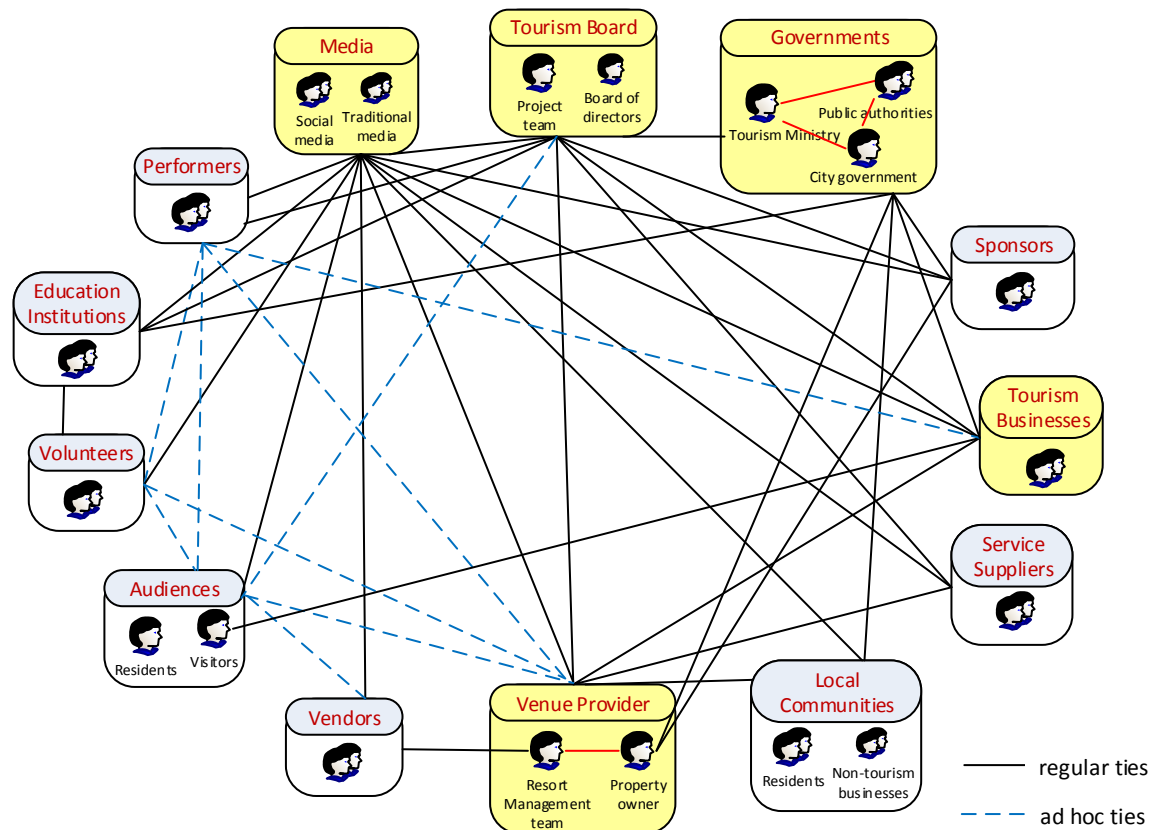 Media
Social
media
Traditional
media
Tourism Board
Project
team
Board of
directors
Governments
Public authorities
Tourism Ministry
City government
Performers
Sponsors
Education
Institutions
Tourism
Businesses
Volunteers
Service
Suppliers
Audiences
Residents
Visitors
Vendors
Venue Provider
Resort
Management
team
Property
owner
Local
Communities
Residents
Non-tourism
businesses
regular ties
ad hoc ties